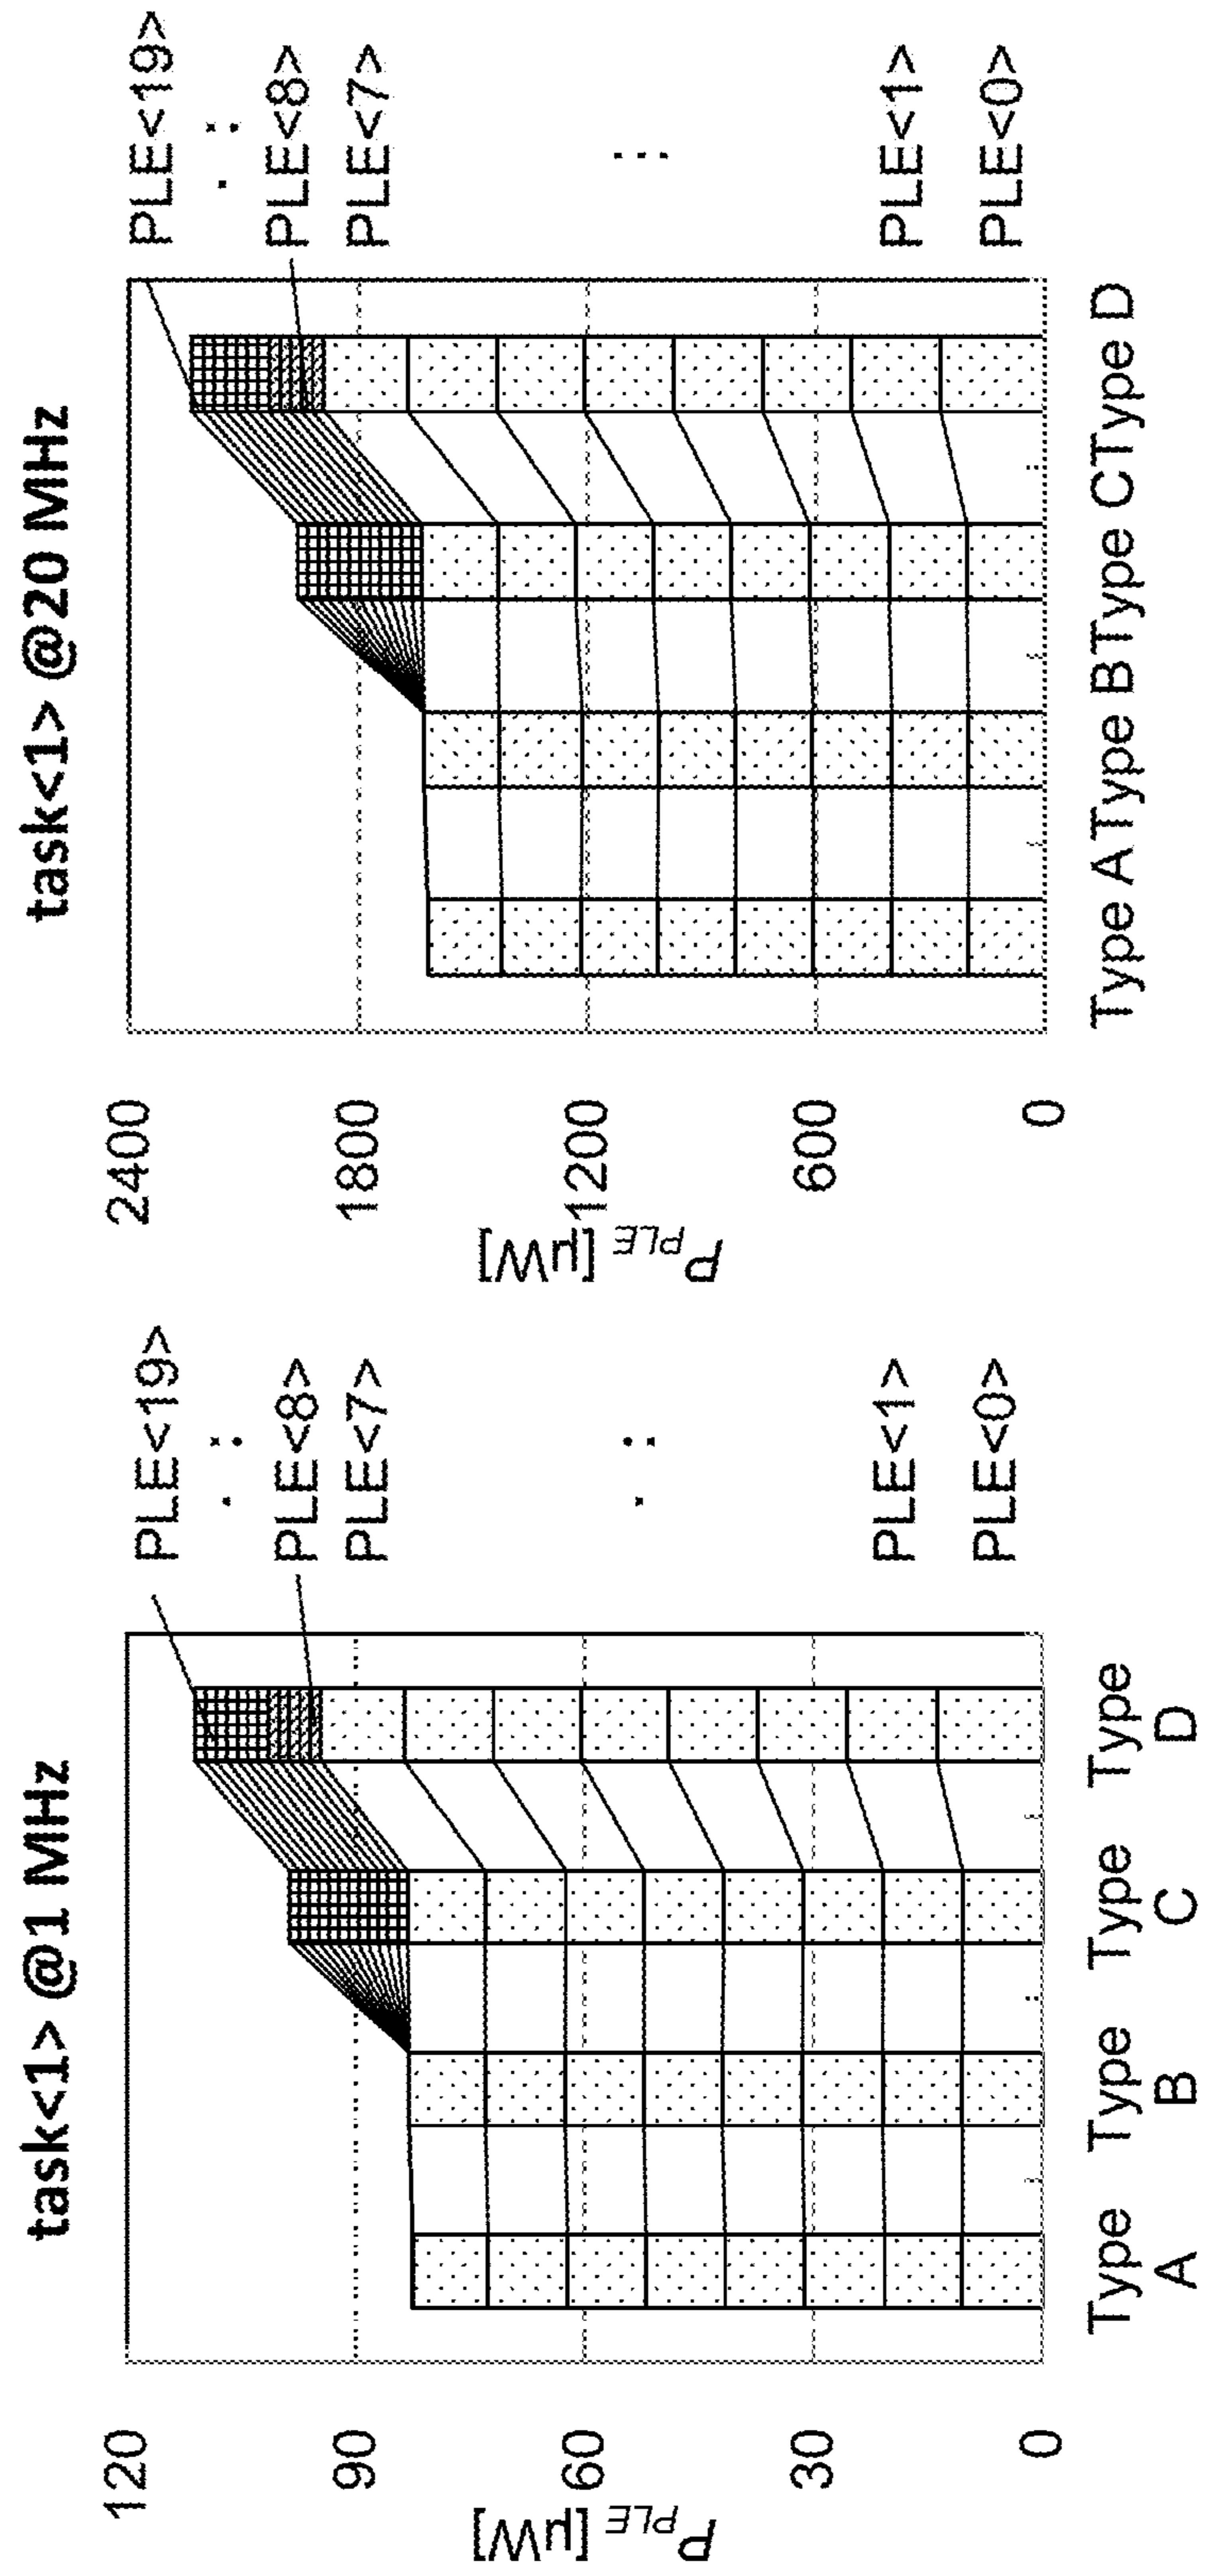 task<1> @1 MHz
120
90
60
30
0
P_PLE [µW]
PLE<19>
PLE<8>
PLE<7>
PLE<1>
PLE<0>
Type Type Type Type
A B C D
task<1> @20 MHz
2400
1800
1200
600
0
P_PLE [µW]
PLE<19>
PLE<8>
PLE<7>
PLE<1>
PLE<0>
Type A Type B Type C Type D